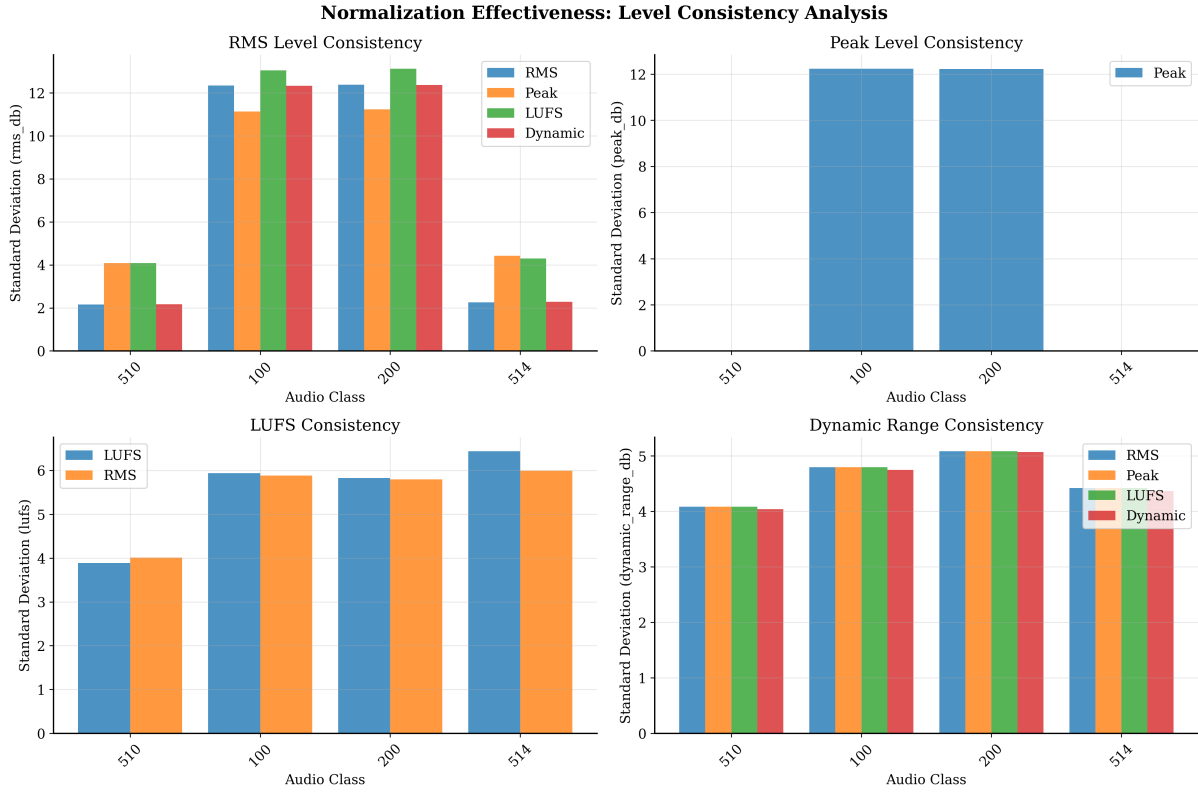 Normalization Effectiveness: Level Consistency Analysis
RMS Level Consistency
Standard Deviation (rms_db)
12
10
8
6
4
2
0
RMS
Peak
LUFS
Dynamic
510
100
200
514
Audio Class
Peak Level Consistency
Standard Deviation (peak_db)
12
10
8
6
4
2
0
Peak
510
100
200
514
Audio Class
LUFS Consistency
Standard Deviation (lufs)
6
5
4
3
2
1
0
LUFS
RMS
510
100
200
514
Audio Class
Dynamic Range Consistency
Standard Deviation (dynamic_range_db)
5
4
3
2
1
0
RMS
Peak
LUFS
Dynamic
510
100
200
514
Audio Class